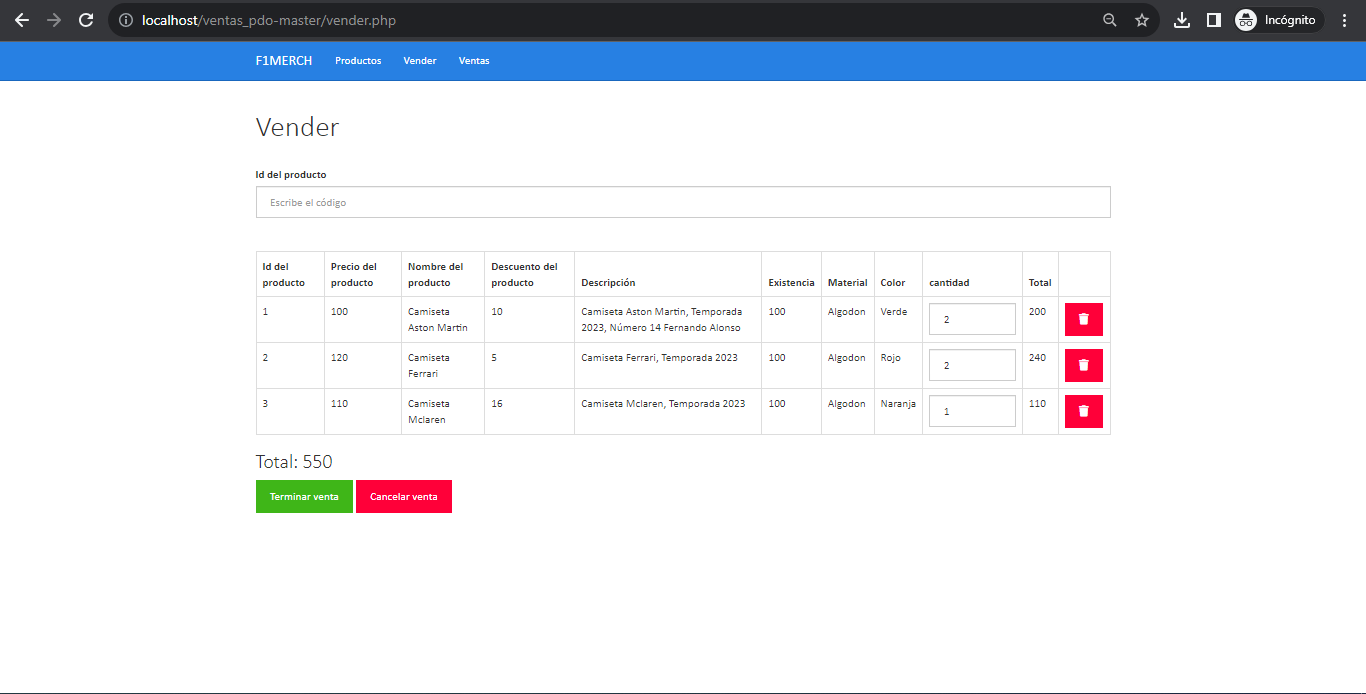 localhost/ventas_pdo-master/vender.php
Incógnito
F1MERCH Productos Vender Ventas
Vender
Id del producto
Escribe el código
Id del producto Precio del producto Nombre del producto Descuento del producto Descripción Existencia Material Color cantidad Total
1 100 Camiseta Aston Martin 10 Camiseta Aston Martin, Temporada 2023, Número 14 Fernando Alonso 100 Algodon Verde 2 200
2 120 Camiseta Ferrari 5 Camiseta Ferrari, Temporada 2023 100 Algodon Rojo 2 240
3 110 Camiseta Mclaren 16 Camiseta Mclaren, Temporada 2023 100 Algodon Naranja 1 110
Total: 550
Terminar venta Cancelar venta